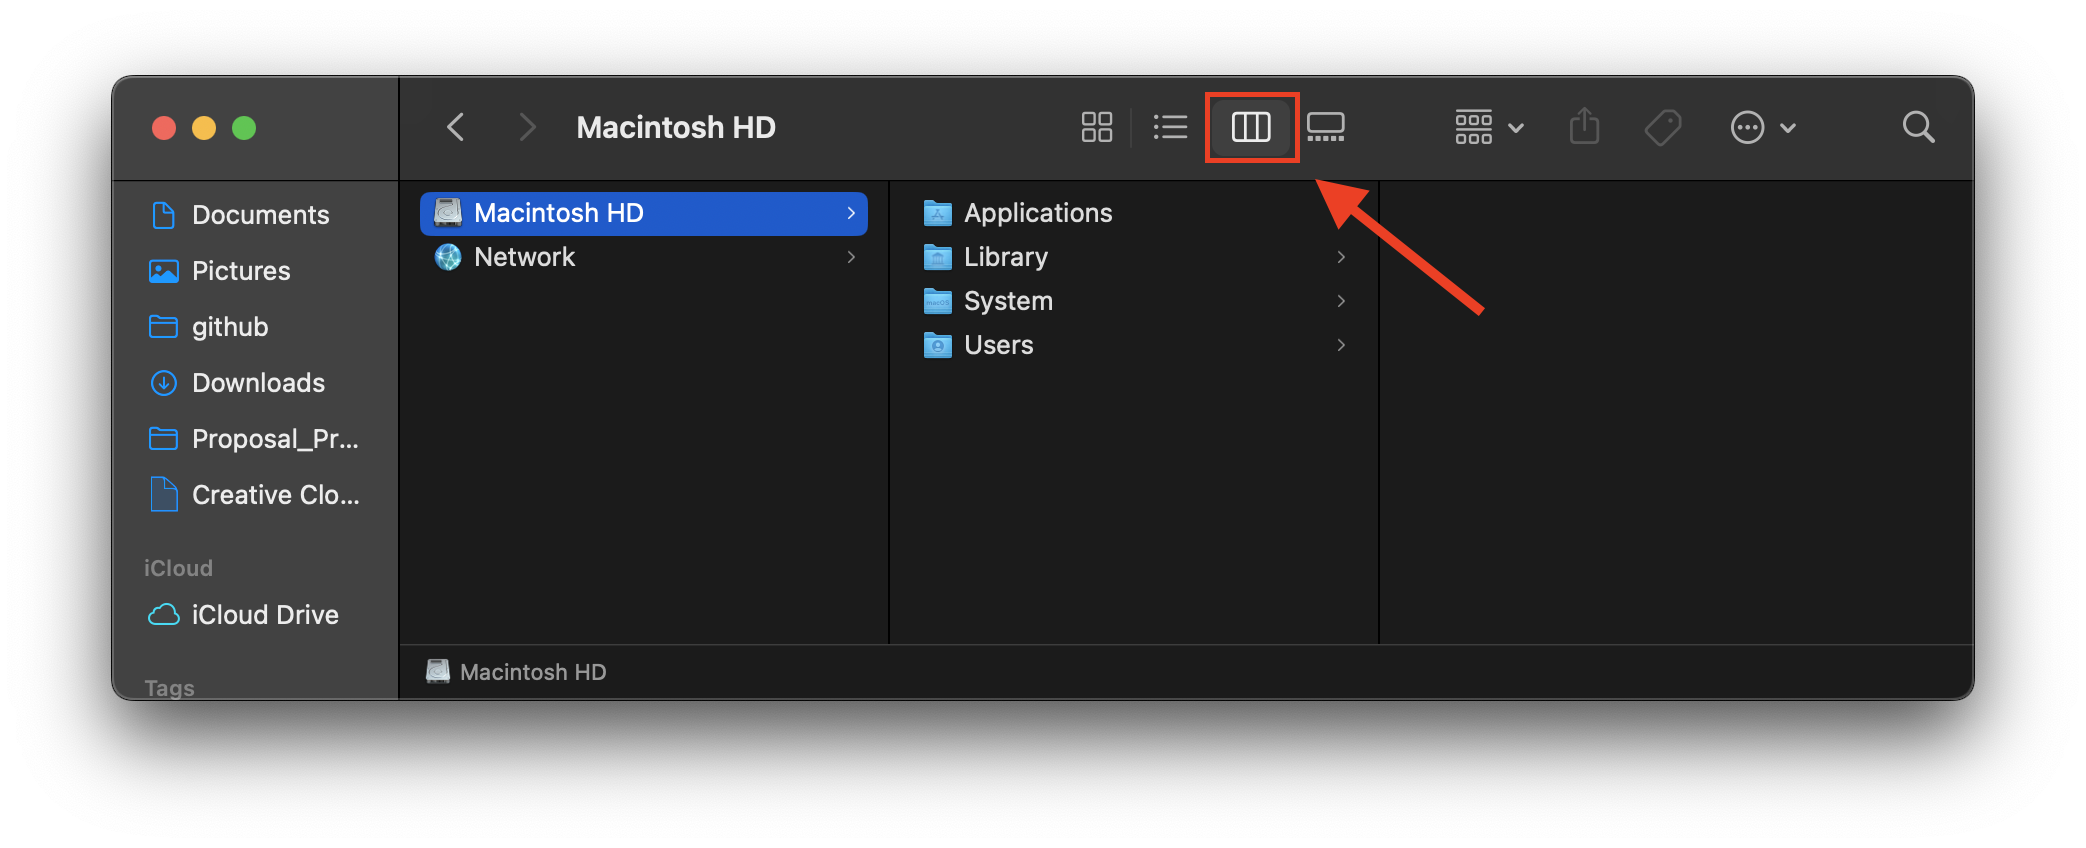 Macintosh HD
Documents
Pictures
github
Downloads
Proposal_Pr...
Creative Clo...
iCloud
iCloud Drive
Tags
Macintosh HD
Network
Applications
Library
System
Users
Macintosh HD